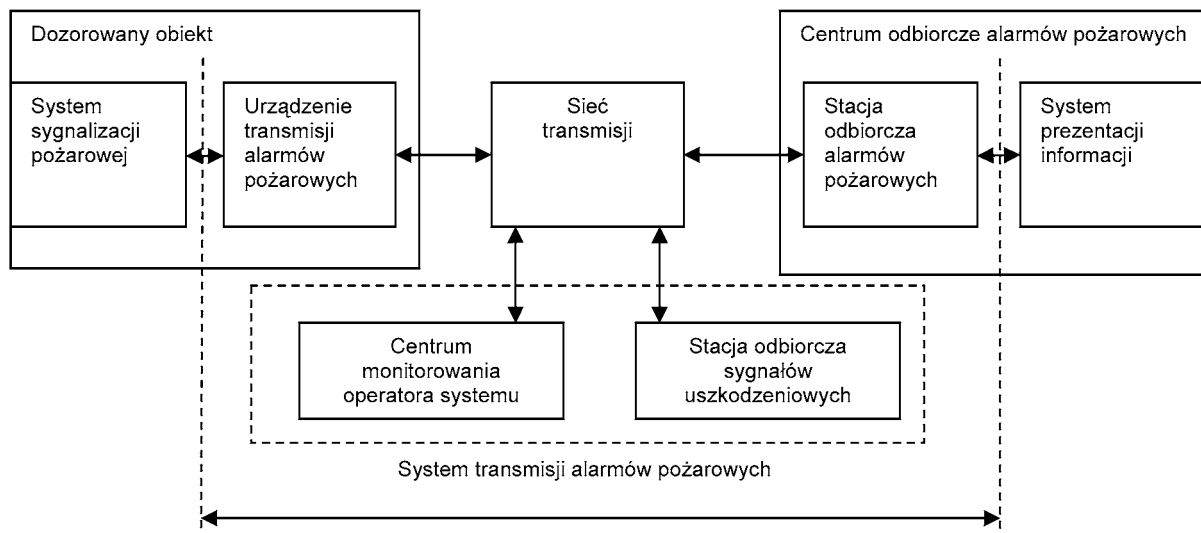 Dozorowany obiekt
System
sygnalizacji
pożarowej
Urządzenie
transmisji
alarmów
pożarowych
Sieć
transmisji
Centrum odbiorcze alarmów pożarowych
Stacja
odbiorcza
alarmów
pożarowych
System
prezentacji
informacji
Centrum
monitorowania
operatora systemu
Stacja odbiorcza
sygnałów
uszkodzeniowych
System transmisji alarmów pożarowych